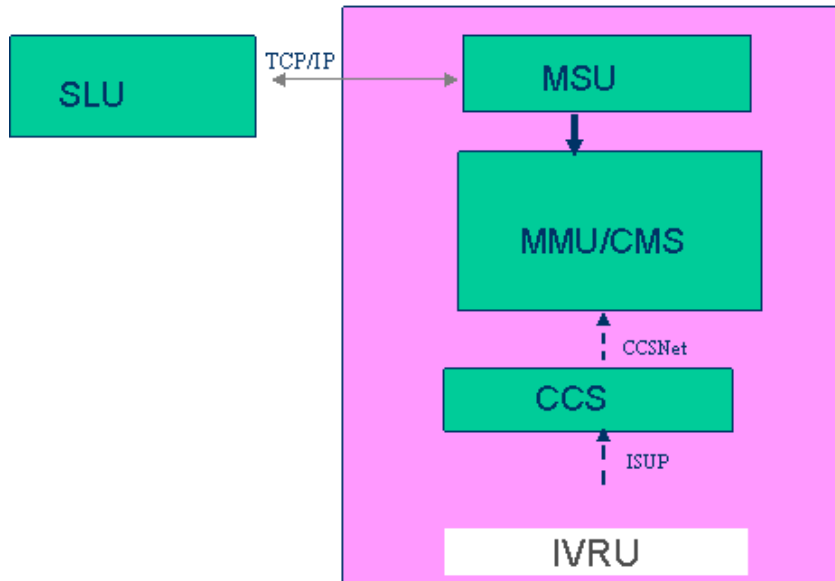 SLU
TCP/IP
MSU
MMU/CMS
CCSNet
CCS
ISUP
IVRU